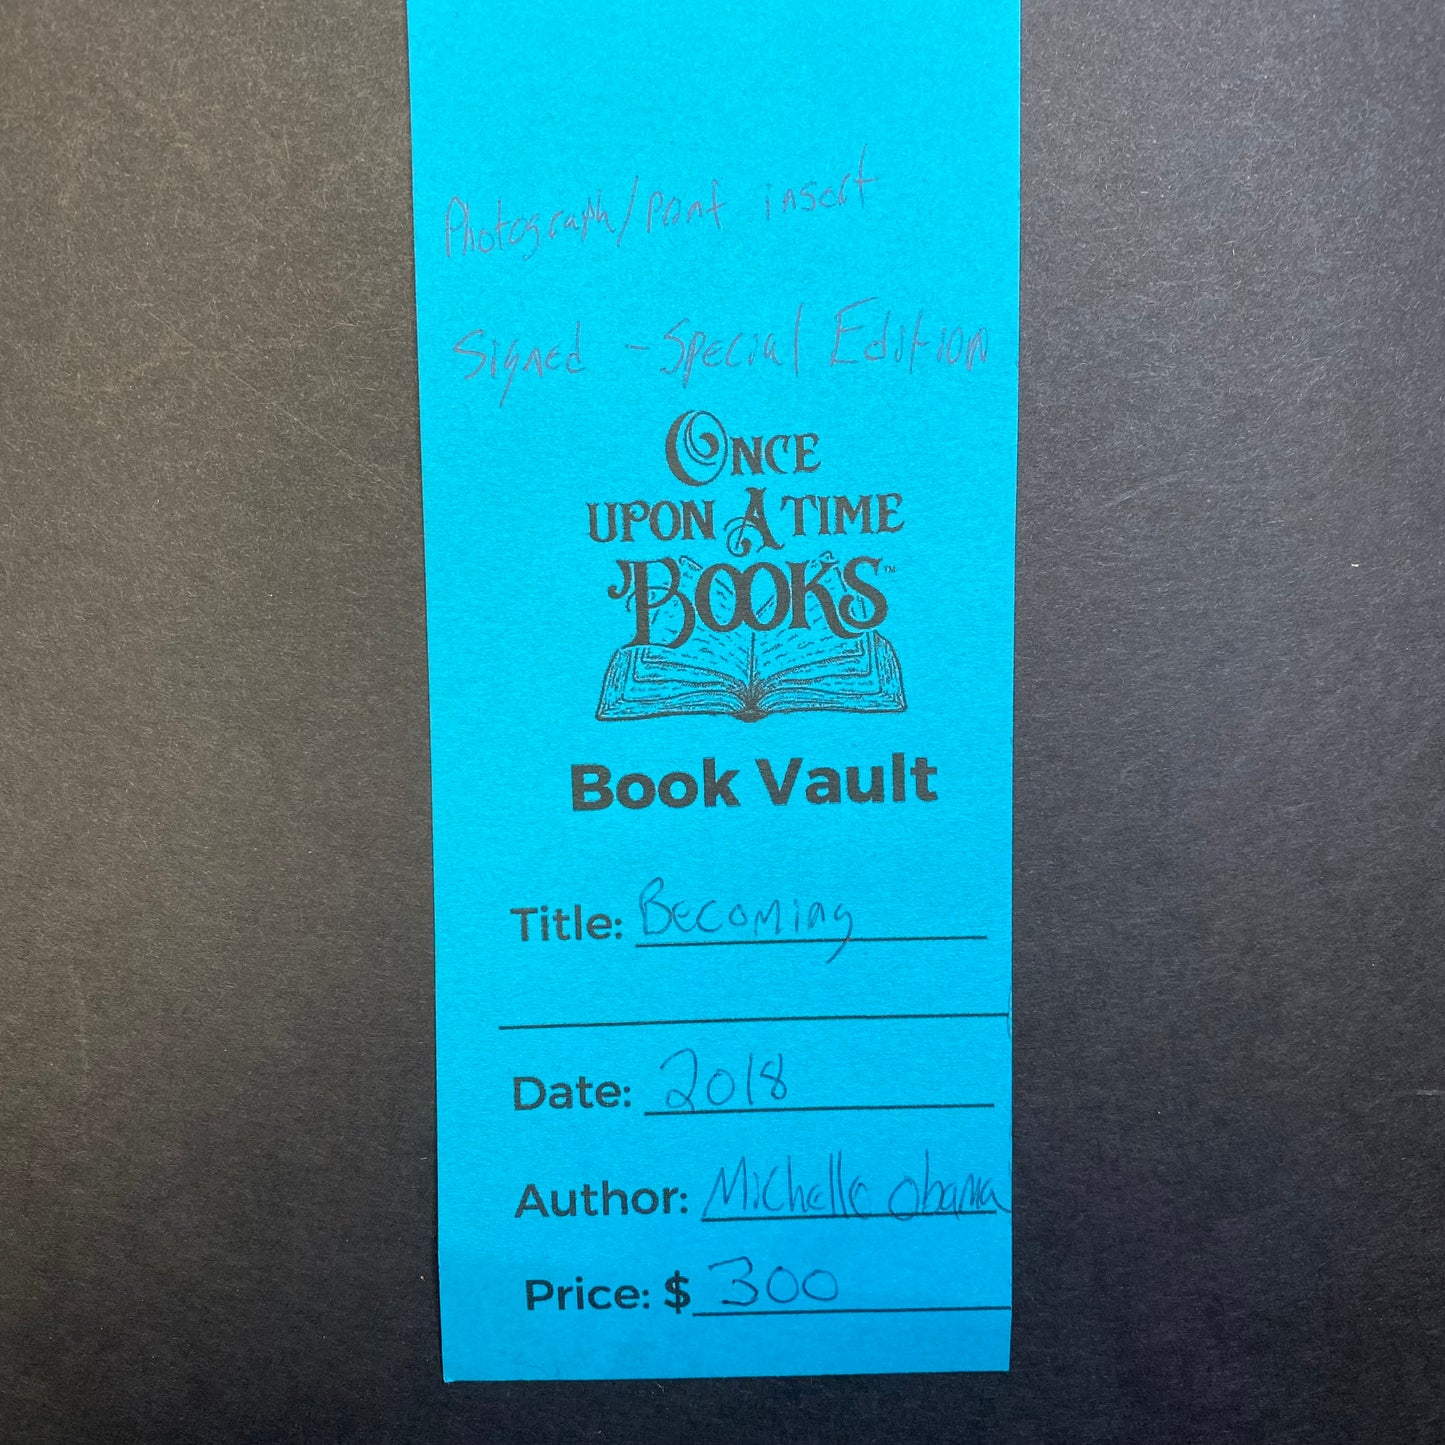 Photograph/print insert
Signed - Special Edition
ONCE
UPON A TIME
BOOKS™
Book Vault
Title: Becoming
Date: 2018
Author: Michelle Obama
Price: $ 300